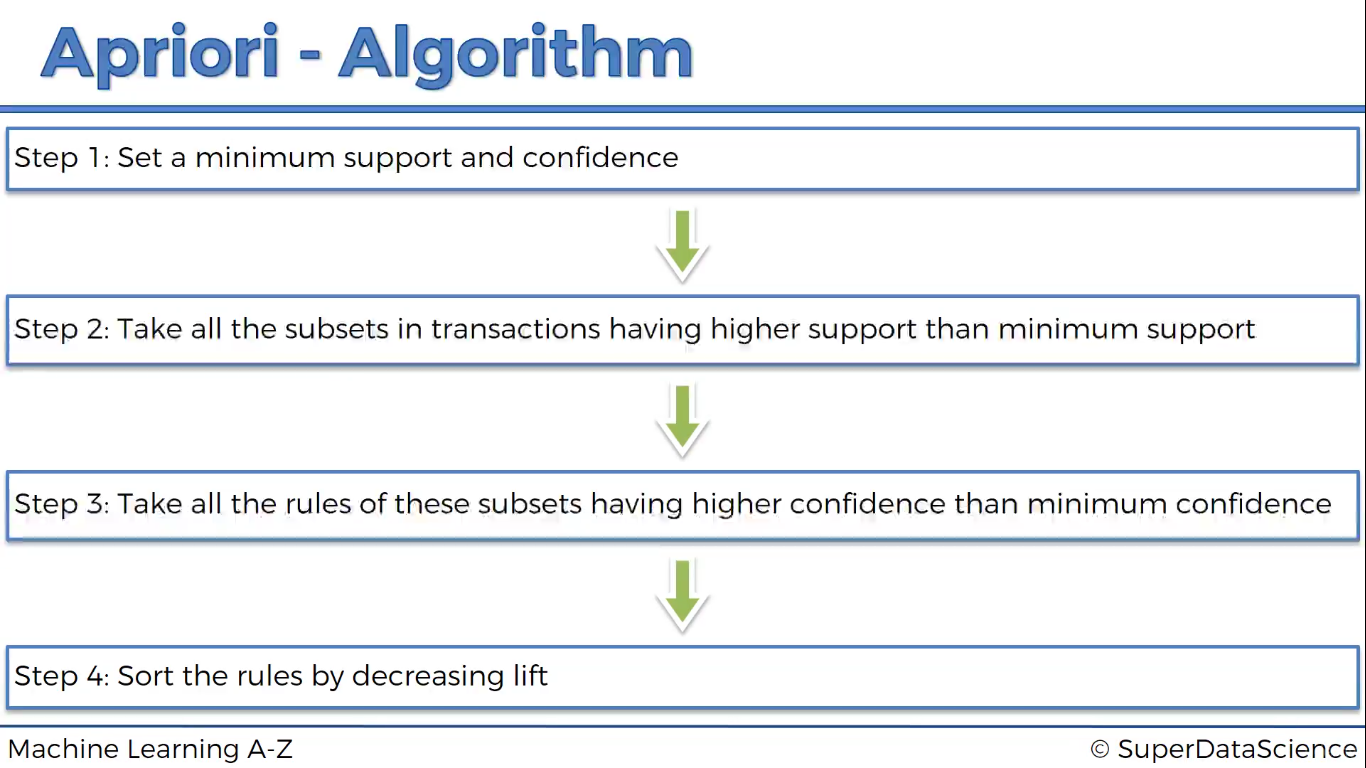 Apriori - Algorithm
Step 1: Set a minimum support and confidence
Step 2: Take all the subsets in transactions having higher support than minimum support
Step 3: Take all the rules of these subsets having higher confidence than minimum confidence
Step 4: Sort the rules by decreasing lift
Machine Learning A-Z
© SuperDataScience